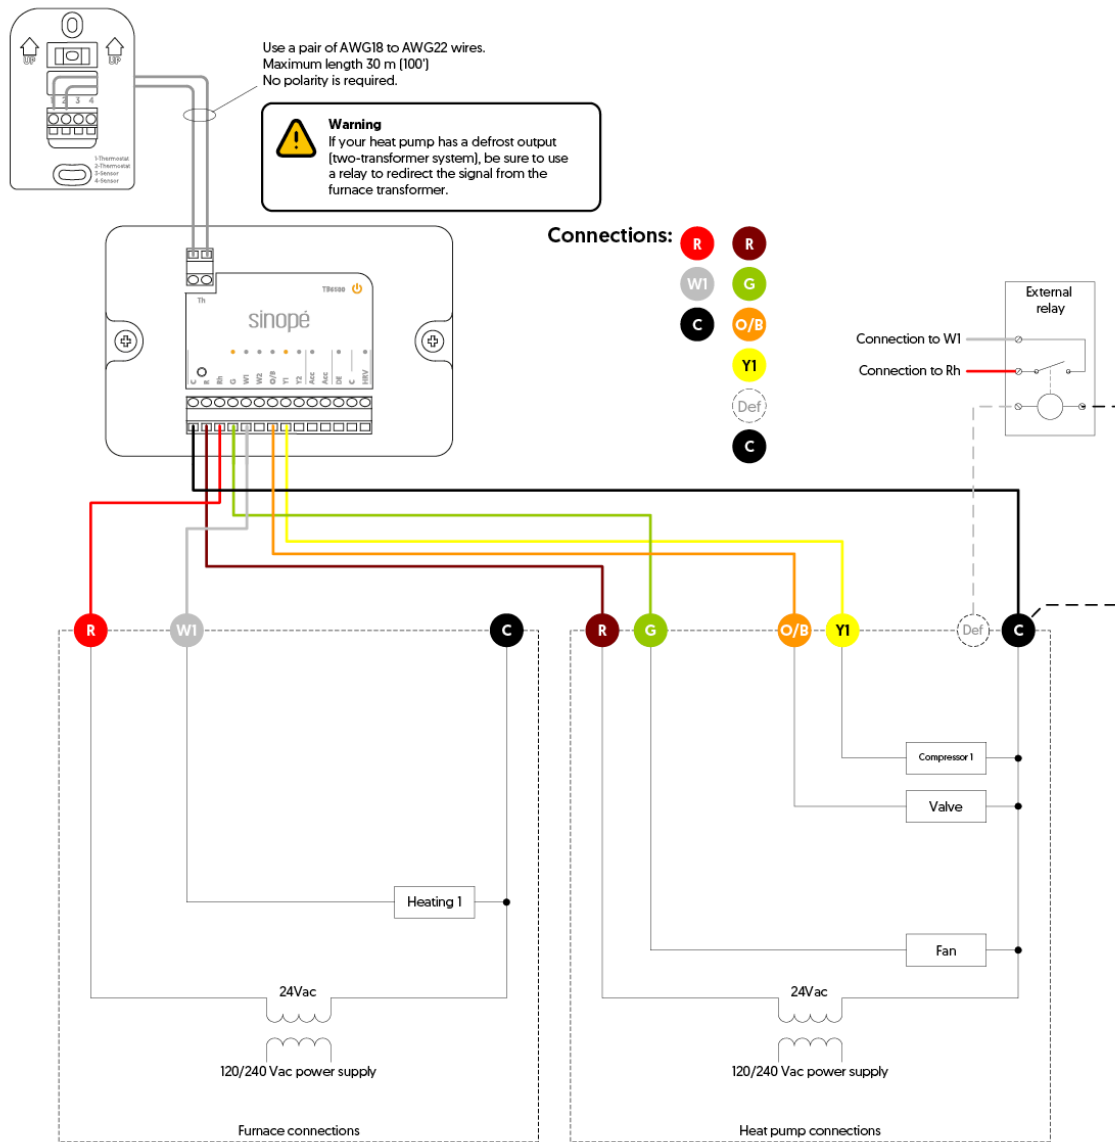 UP
UP
1 2 3 4
1-Thermostat
2-Thermostat
3-Sensor
4-Sensor
Use a pair of AWG18 to AWG22 wires.
Maximum length 30 m (100')
No polarity is required.
Warning
If your heat pump has a defrost output
(two-transformer system), be sure to use
a relay to redirect the signal from the
furnace transformer.
Connections:
R
R
W1
G
C
O/B
Y1
Def
C
External
relay
Connection to W1
Connection to Rh
Th
sinopé
C
R
Rh
G
W1
W2
O/B
Y1
Y2
Acc
Acc
DE
C
HRV
R
W1
C
R
G
O/B
Y1
Def
C
Compressor 1
Valve
Heating 1
Fan
24Vac
24Vac
120/240 Vac power supply
120/240 Vac power supply
Furnace connections
Heat pump connections